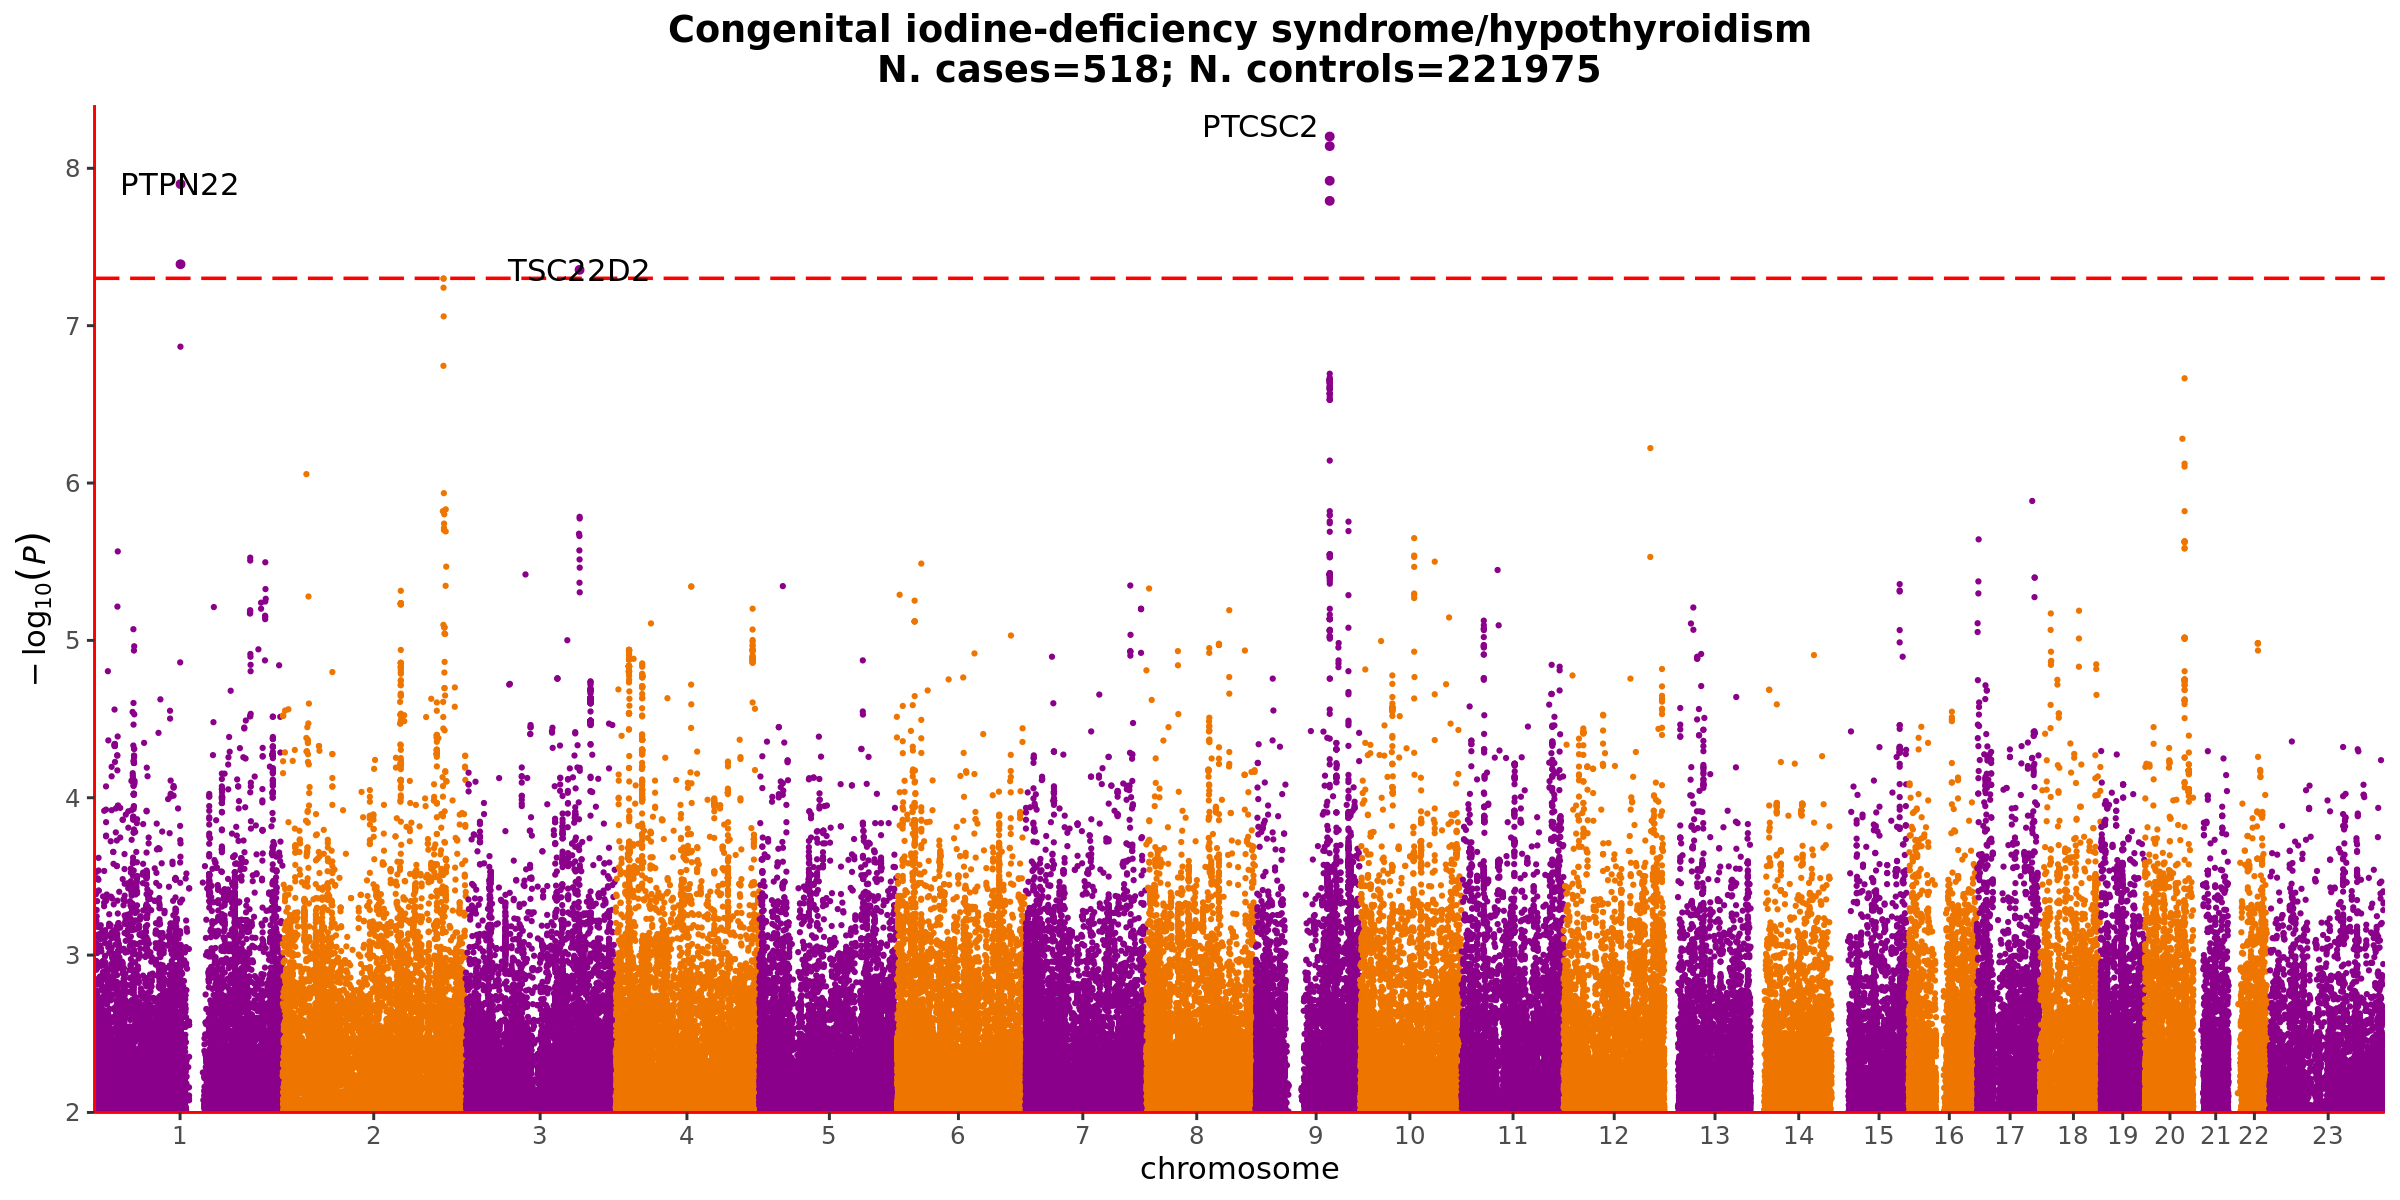 Congenital iodine-deficiency syndrome/hypothyroidism
N. cases=518; N. controls=221975
PTCSC2
PTPN22
TSC22D2
8
7
6
5
4
3
2
−log10(P)
1 2 3 4 5 6 7 8 9 10 11 12 13 14 15 16 17 18 19 20 21 22 23
chromosome